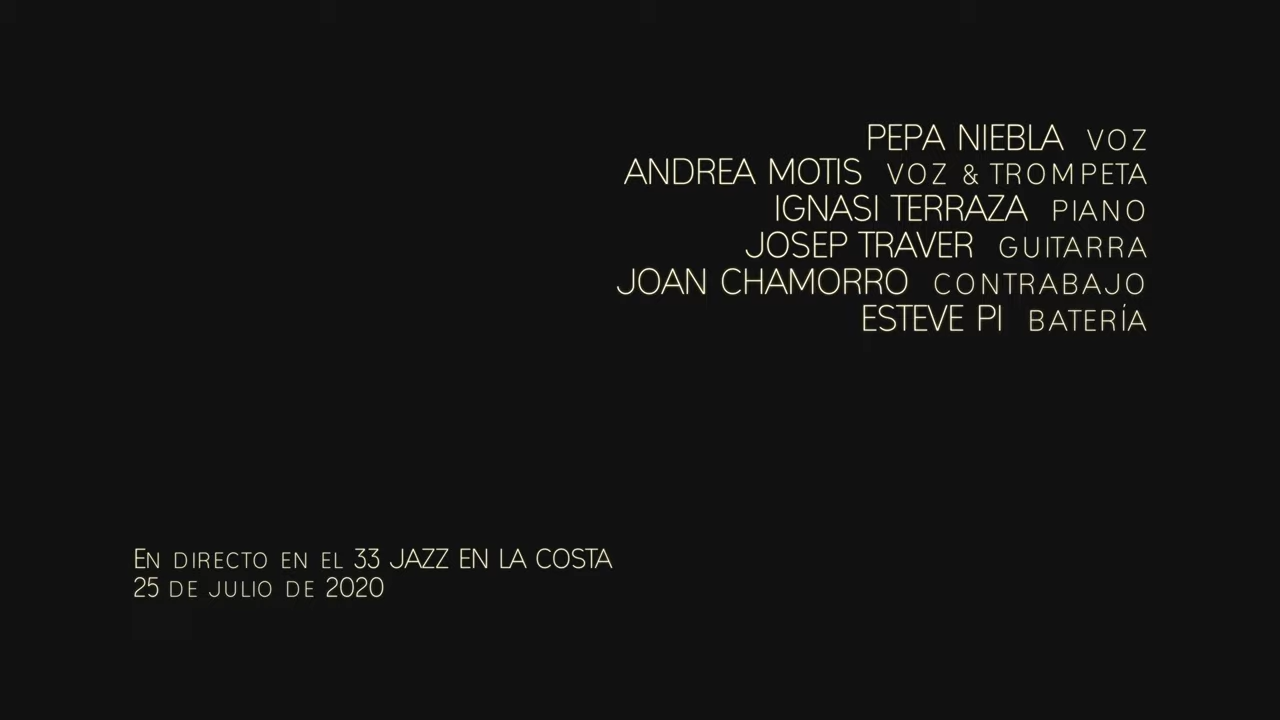 PEPA NIEBLA VOZ
ANDREA MOTIS VOZ & TROMPETA
IGNASI TERRAZA PIANO
JOSEP TRAVER GUITARRA
JOAN CHAMORRO CONTRABAJO
ESTEVE PI BATERÍA
EN DIRECTO EN EL 33 JAZZ EN LA COSTA
25 DE JULIO DE 2020